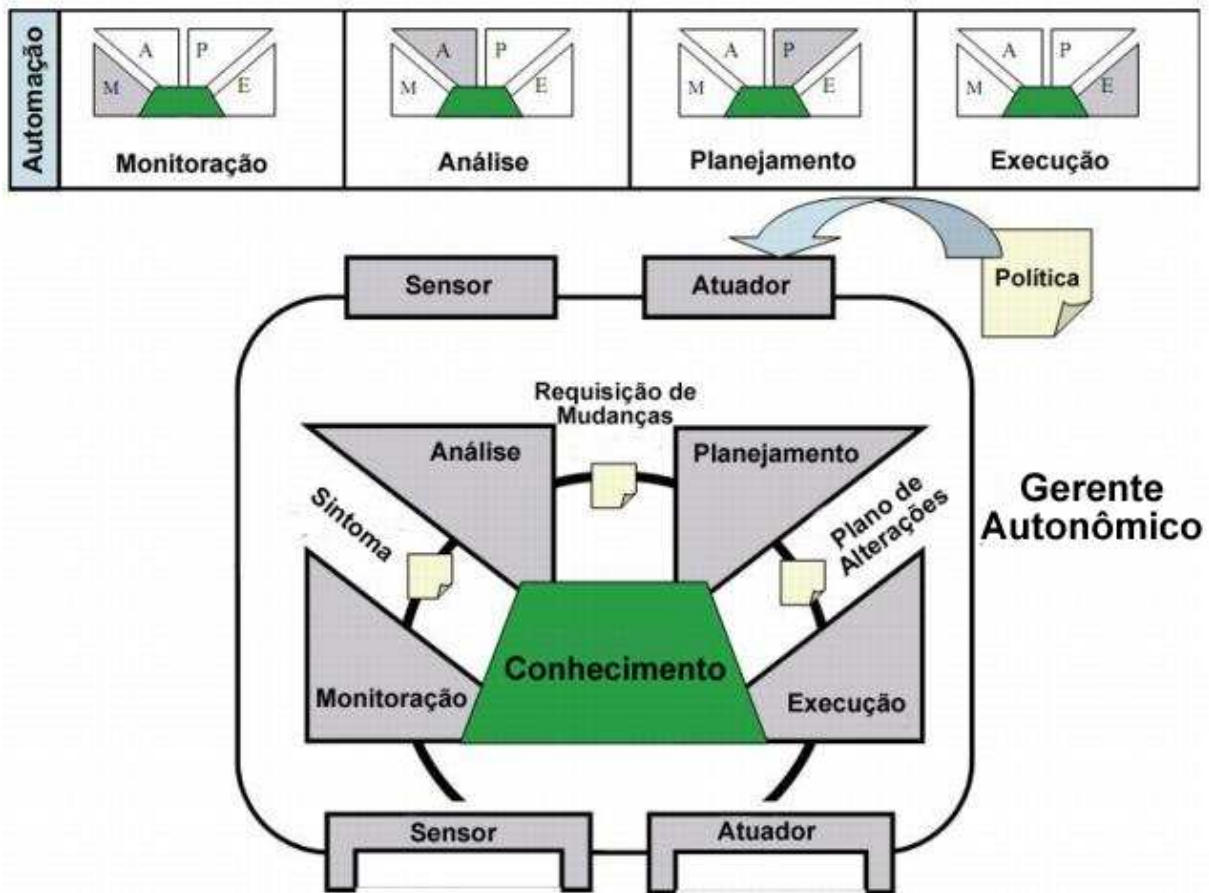 Automação
A P
M E
Monitoração
A P
M E
Análise
A P
M E
Planejamento
A P
M E
Execução
Sensor
Atuador
Política
Requisição de
Mudanças
Análise
Planejamento
Sintoma
Plano de
Alterações
Gerente
Autonômico
Monitoração
Conhecimento
Execução
Sensor
Atuador